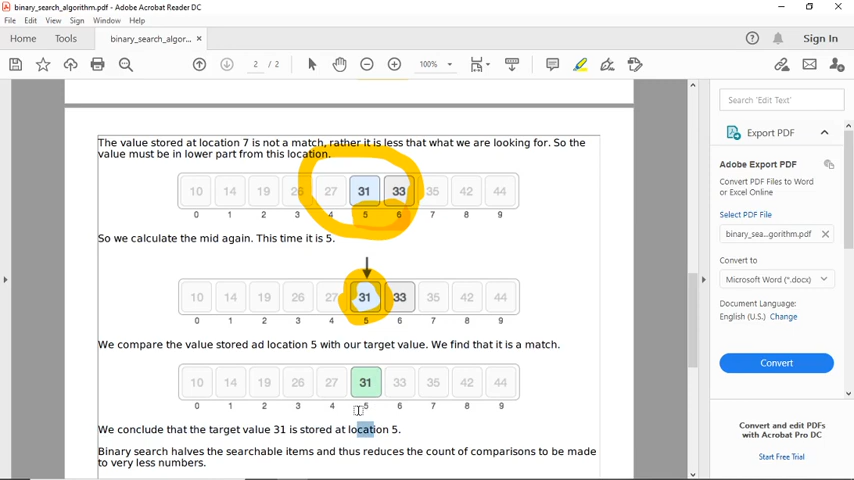 binary_search_algorithm.pdf - Adobe Acrobat Reader DC
File Edit View Sign Window Help
Home Tools binary_search_algor... × Sign In
2 / 2 100%
The value stored at location 7 is not a match, rather it is less that what we are looking for. So the
value must be in lower part from this location.
10 14 19 26 27 31 33 35 42 44
0 1 2 3 4 5 6 7 8 9
So we calculate the mid again. This time it is 5.
10 14 19 26 27 31 33 35 42 44
0 1 2 3 4 5 6 7 8 9
We compare the value stored ad location 5 with our target value. We find that it is a match.
10 14 19 26 27 31 33 35 42 44
0 1 2 3 4 5 6 7 8 9
We conclude that the target value 31 is stored at location 5.
Binary search halves the searchable items and thus reduces the count of comparisons to be made
to very less numbers.
Search 'Edit Text'
Export PDF
Adobe Export PDF
Convert PDF Files to Word
or Excel Online
Select PDF File
binary_sea...gorithm.pdf
Convert to
Microsoft Word (*.docx)
Document Language:
English (U.S.) Change
Convert
Convert and edit PDFs
with Acrobat Pro DC
Start Free Trial